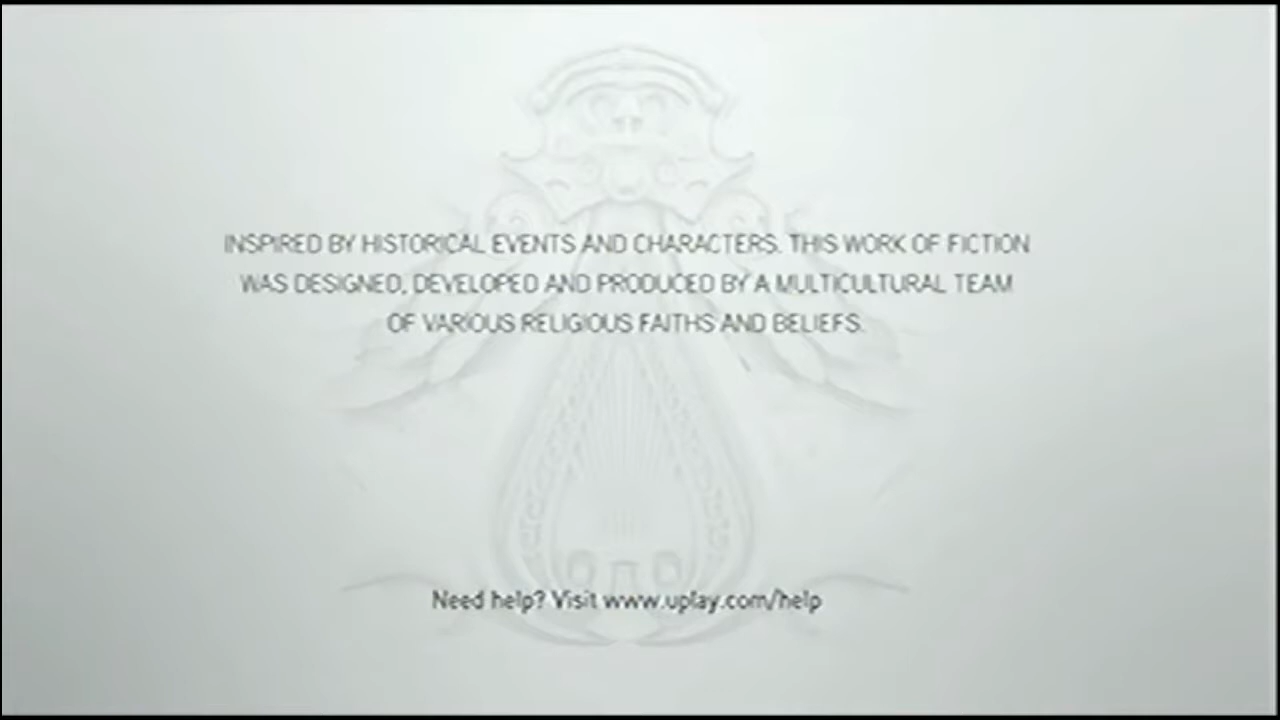 INSPIRED BY HISTORICAL EVENTS AND CHARACTERS. THIS WORK OF FICTION
WAS DESIGNED, DEVELOPED AND PRODUCED BY A MULTICULTURAL TEAM
OF VARIOUS RELIGIOUS FAITHS AND BELIEFS.
Need help? Visit www.uplay.com/help